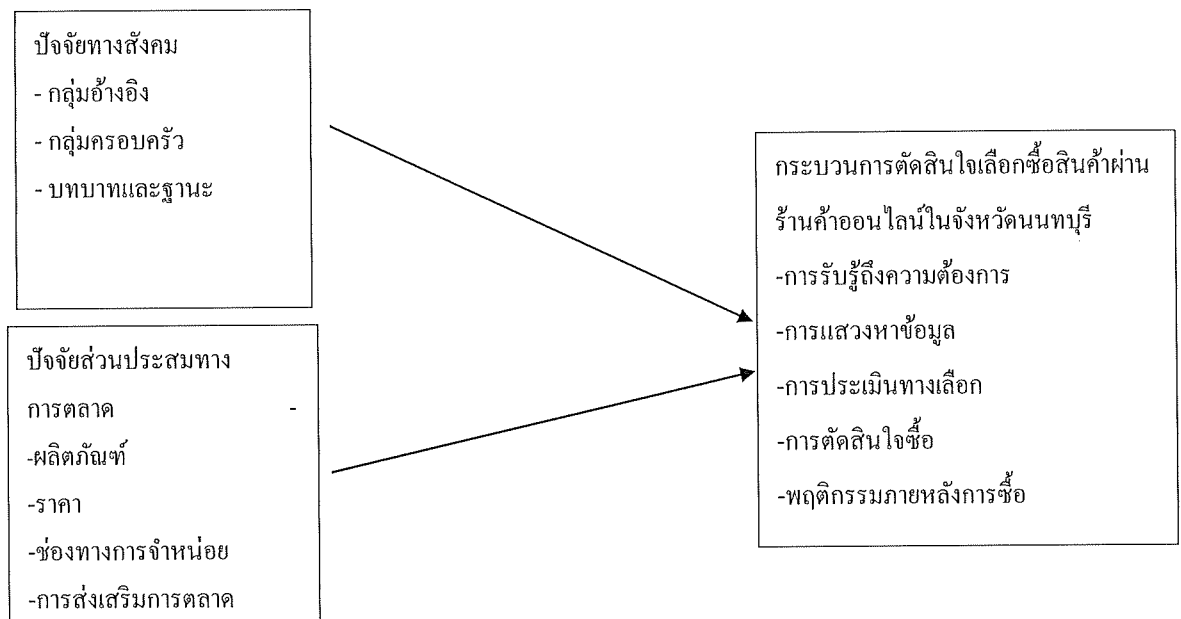 ปัจจัยทางสังคม
- กลุ่มอ้างอิง
- กลุ่มครอบครัว
- บทบาทและฐานะ
ปัจจัยส่วนประสมทาง
การตลาด -
-ผลิตภัณฑ์
-ราคา
-ช่องทางการจำหน่อย
-การส่งเสริมการตลาด
กระบวนการตัดสินใจเลือกซื้อสินค้าผ่าน
ร้านค้าออนไลน์ในจังหวัดนนทบุรี
-การรับรู้ถึงความต้องการ
-การแสวงหาข้อมูล
-การประเมินทางเลือก
-การตัดสินใจซื้อ
-พฤติกรรมภายหลังการซื้อ